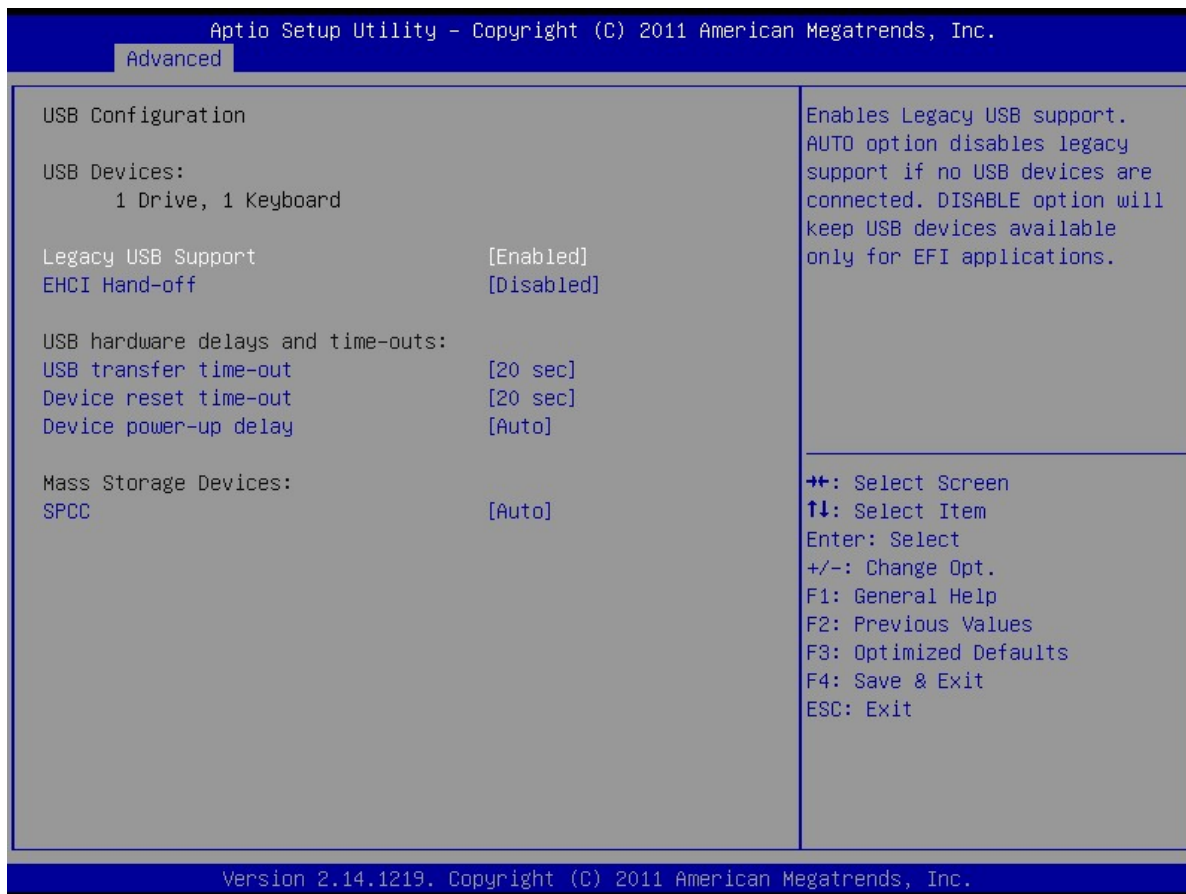 Aptio Setup Utility – Copyright (C) 2011 American Megatrends, Inc.
Advanced
USB Configuration
USB Devices:
1 Drive, 1 Keyboard
Legacy USB Support [Enabled]
EHCI Hand-off [Disabled]
USB hardware delays and time-outs:
USB transfer time-out [20 sec]
Device reset time-out [20 sec]
Device power-up delay [Auto]
Mass Storage Devices:
SPCC [Auto]
Enables Legacy USB support.
AUTO option disables legacy
support if no USB devices are
connected. DISABLE option will
keep USB devices available
only for EFI applications.
→←: Select Screen
↑↓: Select Item
Enter: Select
+/-: Change Opt.
F1: General Help
F2: Previous Values
F3: Optimized Defaults
F4: Save & Exit
ESC: Exit
Version 2.14.1219. Copyright (C) 2011 American Megatrends, Inc.